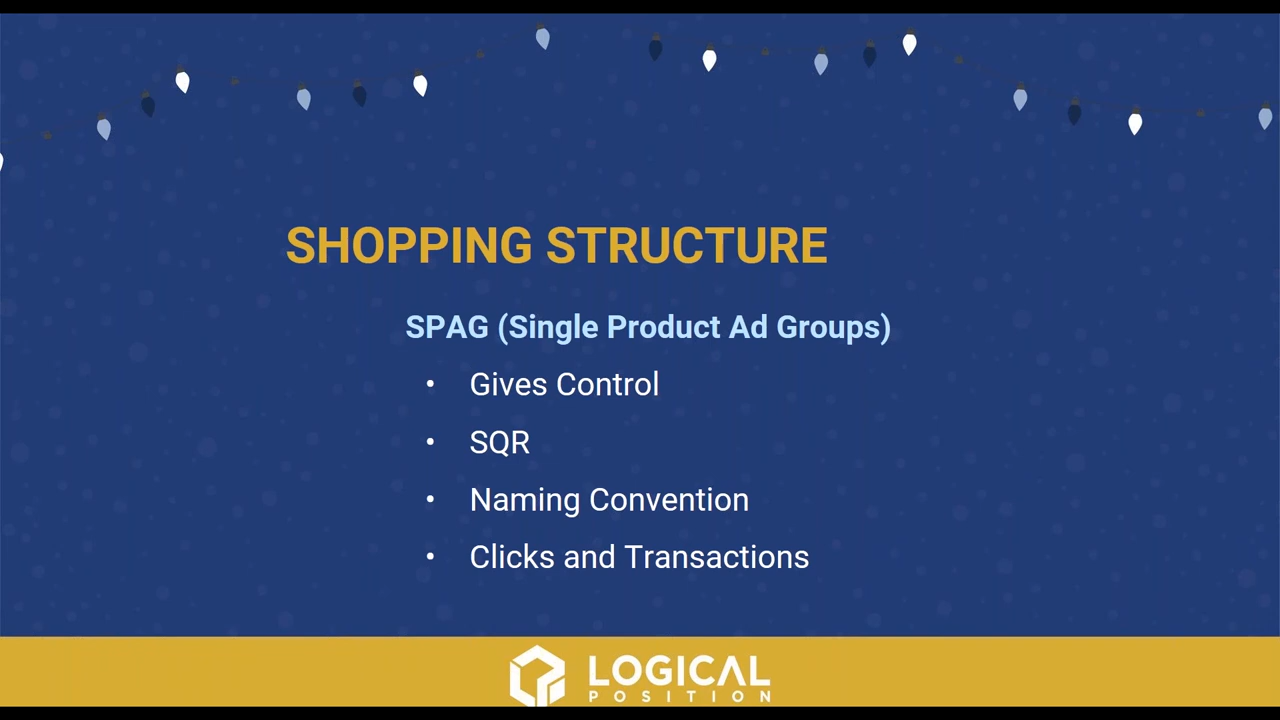 SHOPPING STRUCTURE
SPAG (Single Product Ad Groups)
• Gives Control
• SQR
• Naming Convention
• Clicks and Transactions
LOGICAL
POSITION